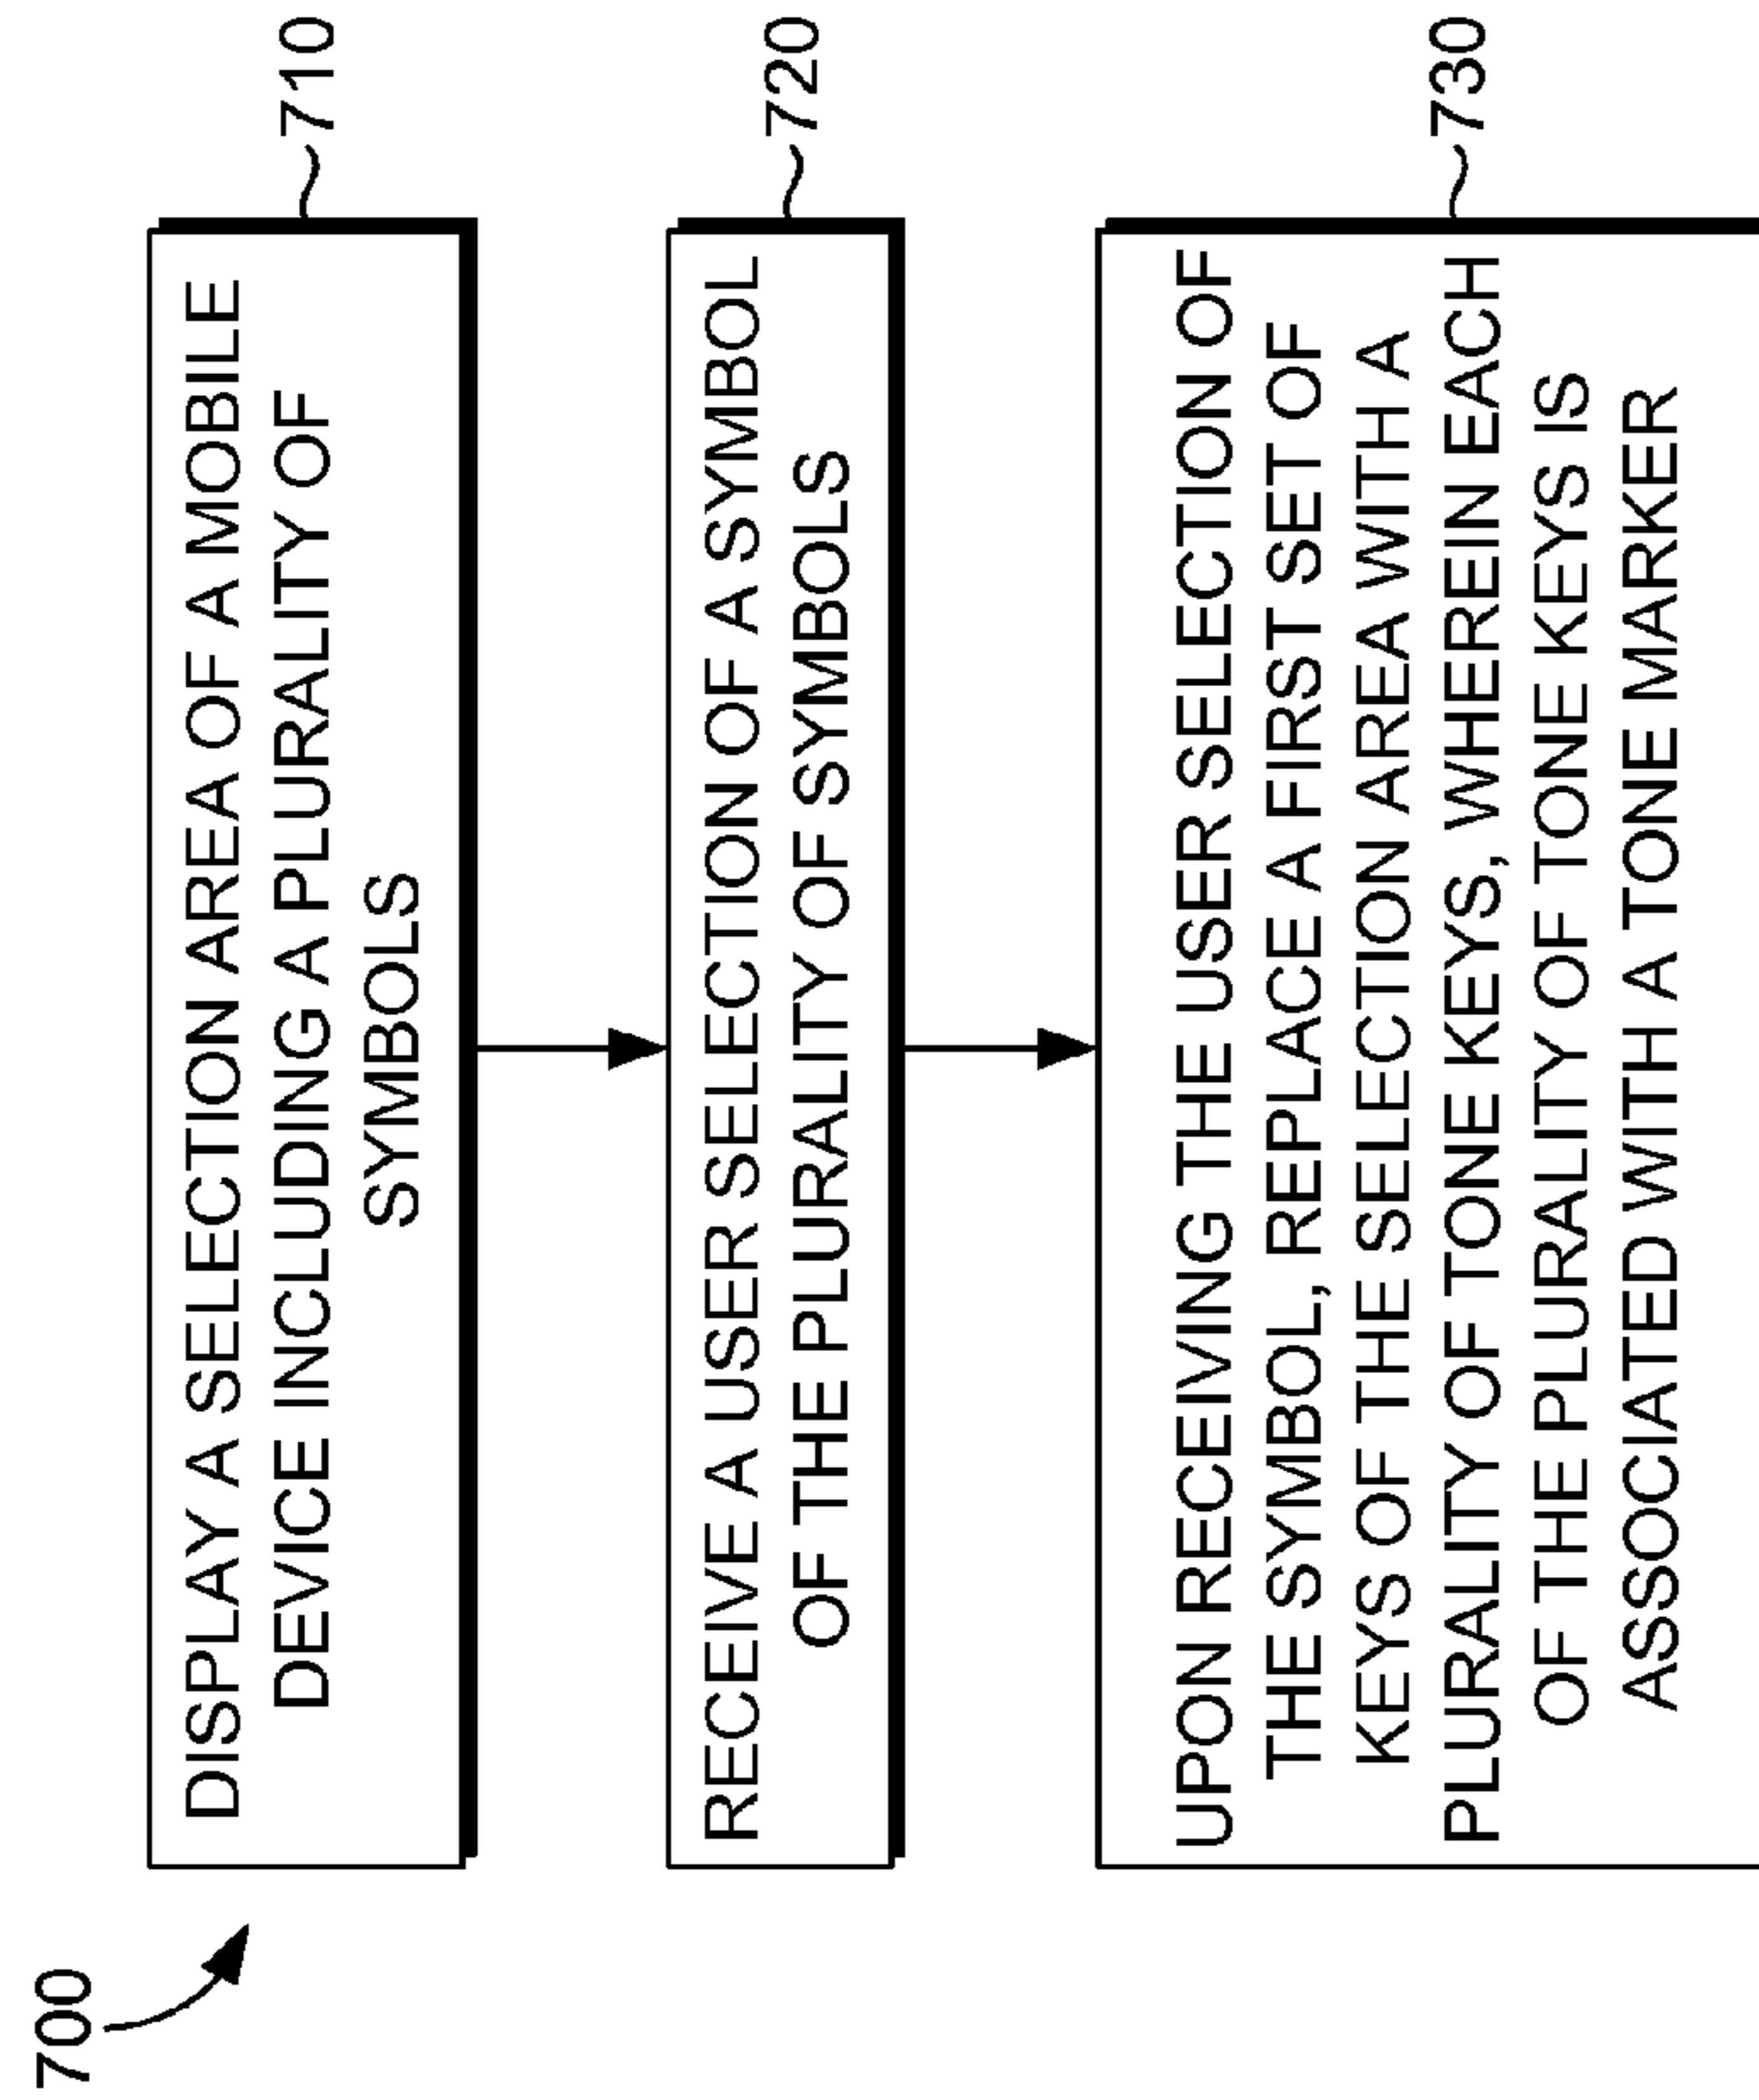 700
DISPLAY A SELECTION AREA OF A MOBILE
DEVICE INCLUDING A PLURALITY OF
SYMBOLS
710
RECEIVE A USER SELECTION OF A SYMBOL
OF THE PLURALITY OF SYMBOLS
720
UPON RECEIVING THE USER SELECTION OF
THE SYMBOL, REPLACE A FIRST SET OF
KEYS OF THE SELECTION AREA WITH A
PLURALITY OF TONE KEYS, WHEREIN EACH
OF THE PLURALITY OF TONE KEYS IS
ASSOCIATED WITH A TONE MARKER
730